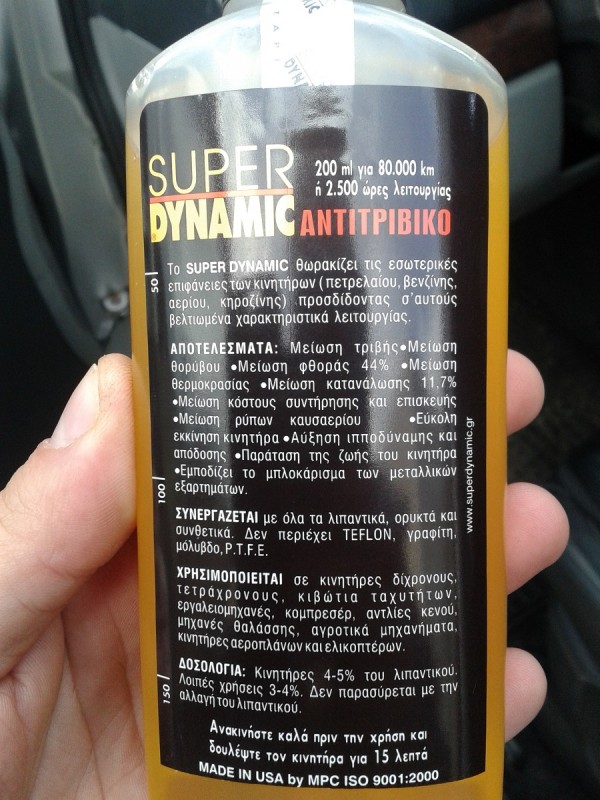 DYNAMIC
SUPER
DYNAMIC ΑΝΤΙΤΡΙΒΙΚΟ
200 ml για 80.000 km
ή 2.500 ώρες λειτουργίας
Το SUPER DYNAMIC θωρακίζει τις εσωτερικές
επιφάνειες των κινητήρων (πετρελαίου, βενζίνης,
αερίου, κηροζίνης) προσδίδοντας σ'αυτούς
βελτιωμένα χαρακτηριστικά λειτουργίας.
ΑΠΟΤΕΛΕΣΜΑΤΑ: Μείωση τριβής•Μείωση
θορύβου •Μείωση φθοράς 44% •Μείωση
θερμοκρασίας •Μείωση κατανάλωσης 11,7%
•Μείωση κόστους συντήρησης και επισκευής
•Μείωση ρύπων καυσαερίου •Εύκολη
εκκίνηση κινητήρα •Αύξηση ιπποδύναμης και
απόδοσης •Παράταση της ζωής του κινητήρα
•Εμποδίζει το μπλοκάρισμα των μεταλλικών
εξαρτημάτων.
ΣΥΝΕΡΓΑΖΕΤΑΙ με όλα τα λιπαντικά, ορυκτά και
συνθετικά. Δεν περιέχει TEFLON, γραφίτη,
μόλυβδο, P.T.F.E.
ΧΡΗΣΙΜΟΠΟΙΕΙΤΑΙ σε κινητήρες δίχρονους,
τετράχρονους, κιβώτια ταχυτήτων,
εργαλειομηχανές, κομπρεσέρ, αντλίες κενού,
μηχανές θαλάσσης, αγροτικά μηχανήματα,
κινητήρες αεροπλάνων και ελικοπτέρων.
ΔΟΣΟΛΟΓΙΑ: Κινητήρες 4-5% του λιπαντικού.
Λοιπές χρήσεις 3-4%. Δεν παρασύρεται με την
αλλαγή του λιπαντικού.
Ανακινήστε καλά πριν την χρήση και
δουλέψτε τον κινητήρα για 15 λεπτά
MADE IN USA by MPC ISO 9001:2000
50
100
150
www.superdynamic.gr